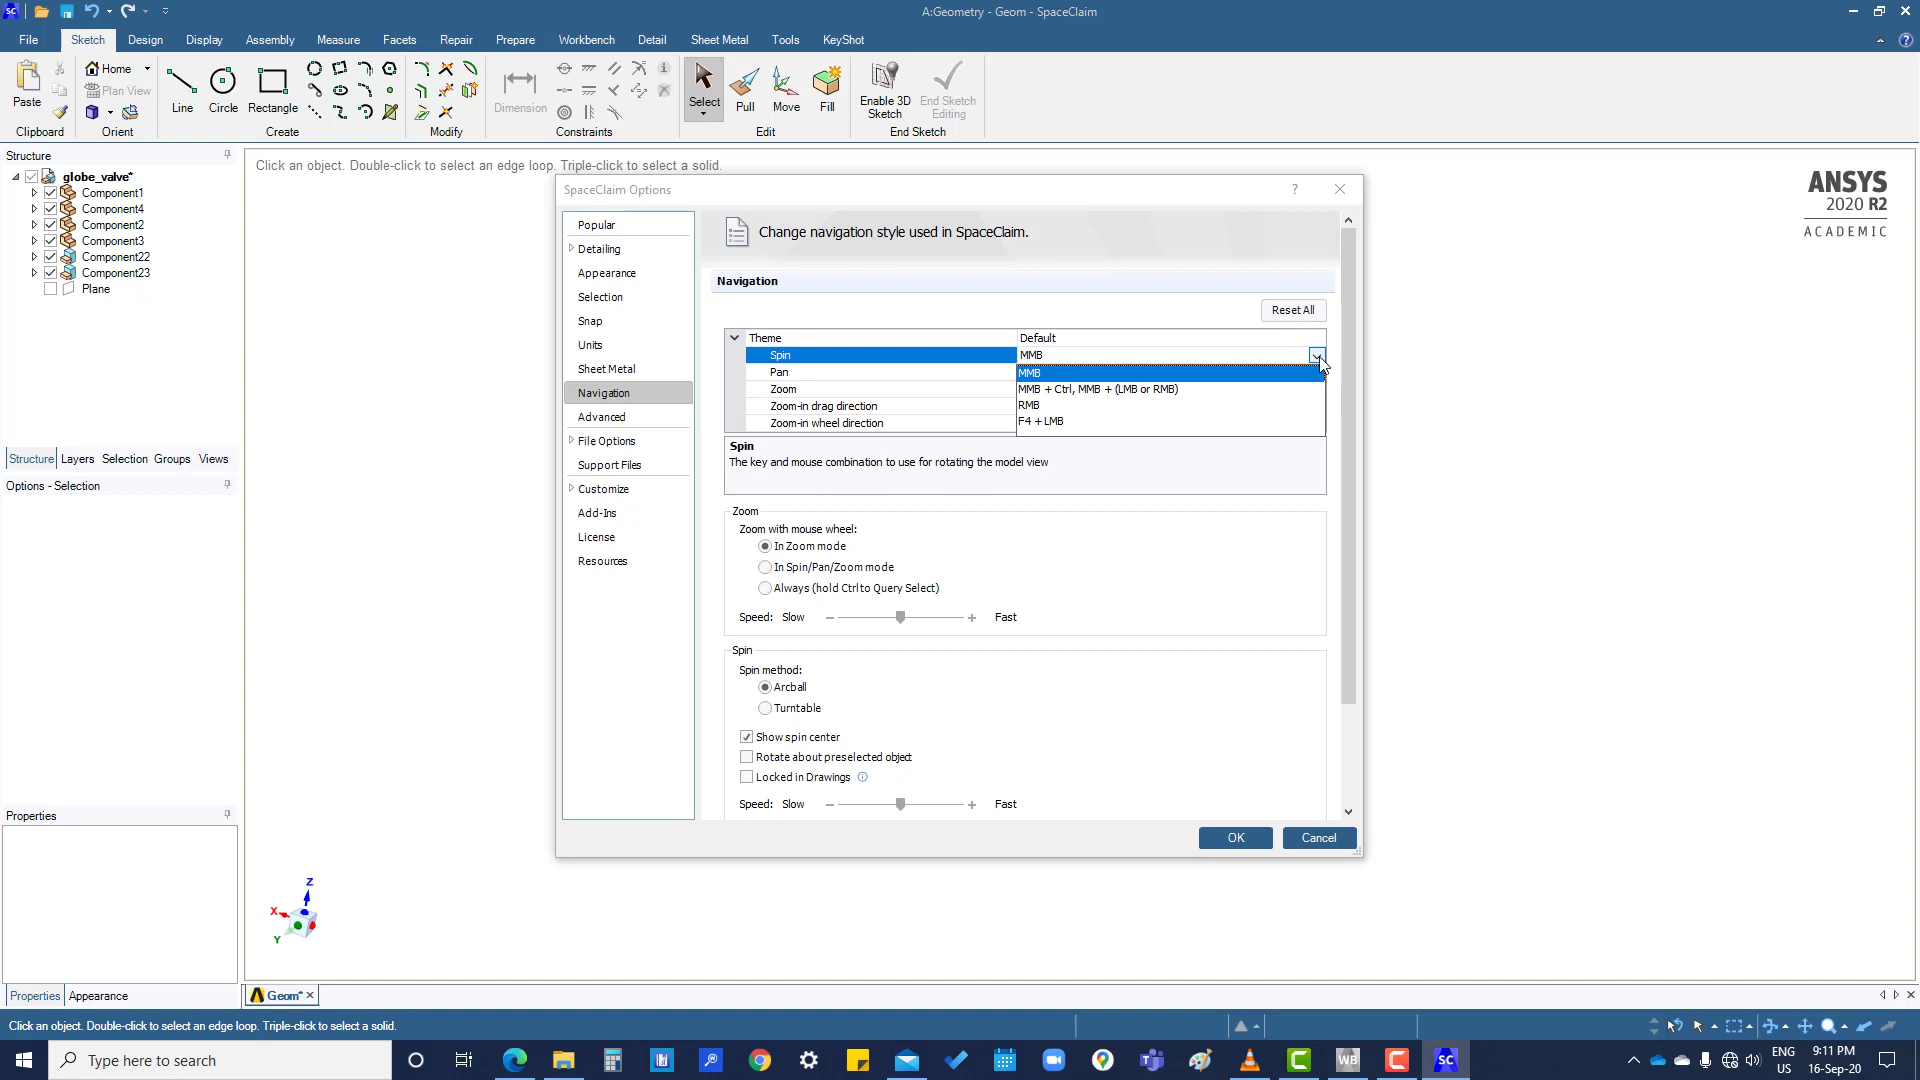 SC
A:Geometry - Geom - SpaceClaim
File Sketch Design Display Assembly Measure Facets Repair Prepare Workbench Detail Sheet Metal Tools KeyShot
Paste
Home
Plan View
Line Circle Rectangle
Dimension
Select Pull Move Fill
Enable 3D Sketch
End Sketch Editing
Clipboard Orient Create Modify Constraints Edit End Sketch
Structure
globe_valve*
Component1
Component4
Component2
Component3
Component22
Component23
Plane
Structure Layers Selection Groups Views
Options - Selection
Properties
Properties Appearance
Click an object. Double-click to select an edge loop. Triple-click to select a solid.
ANSYS
2020 R2
ACADEMIC
SpaceClaim Options
?
Popular
Detailing
Appearance
Selection
Snap
Units
Sheet Metal
Navigation
Advanced
File Options
Support Files
Customize
Add-Ins
License
Resources
Change navigation style used in SpaceClaim.
Navigation
Reset All
Theme Default
Spin MMB
Pan
Zoom
Zoom-in drag direction
Zoom-in wheel direction
MMB
MMB + Ctrl, MMB + (LMB or RMB)
RMB
F4 + LMB
Spin
The key and mouse combination to use for rotating the model view
Zoom
Zoom with mouse wheel:
In Zoom mode
In Spin/Pan/Zoom mode
Always (hold Ctrl to Query Select)
Speed: Slow − + Fast
Spin
Spin method:
Arcball
Turntable
Show spin center
Rotate about preselected object
Locked in Drawings
Speed: Slow − + Fast
OK Cancel
Z
X
Y
Geom*
Click an object. Double-click to select an edge loop. Triple-click to select a solid.
Type here to search
WB
SC
ENG
US
9:11 PM
16-Sep-20